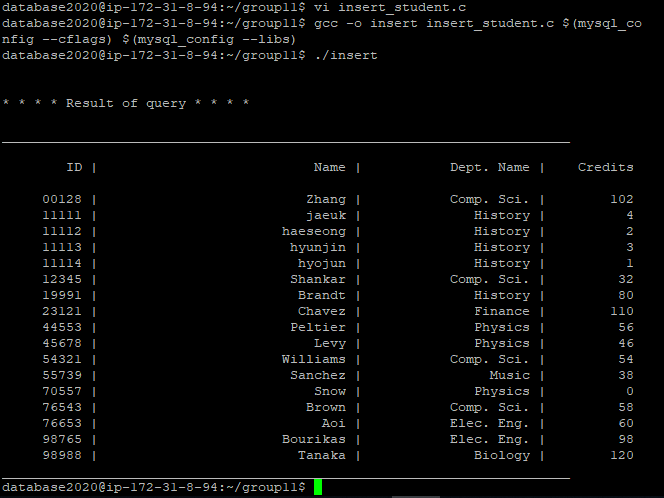 database2020@ip-172-31-8-94:~/group11$ vi insert_student.c
database2020@ip-172-31-8-94:~/group11$ gcc -o insert insert_student.c $(mysql_co
nfig --cflags) $(mysql_config --libs)
database2020@ip-172-31-8-94:~/group11$ ./insert
* * * * Result of query * * * *
ID | Name | Dept. Name | Credits
00128 | Zhang | Comp. Sci. | 102
11111 | jaeuk | History | 4
11112 | haeseong | History | 2
11113 | hyunjin | History | 3
11114 | hyojun | History | 1
12345 | Shankar | Comp. Sci. | 32
19991 | Brandt | History | 80
23121 | Chavez | Finance | 110
44553 | Peltier | Physics | 56
45678 | Levy | Physics | 46
54321 | Williams | Comp. Sci. | 54
55739 | Sanchez | Music | 38
70557 | Snow | Physics | 0
76543 | Brown | Comp. Sci. | 58
76653 | Aoi | Elec. Eng. | 60
98765 | Bourikas | Elec. Eng. | 98
98988 | Tanaka | Biology | 120
database2020@ip-172-31-8-94:~/group11$